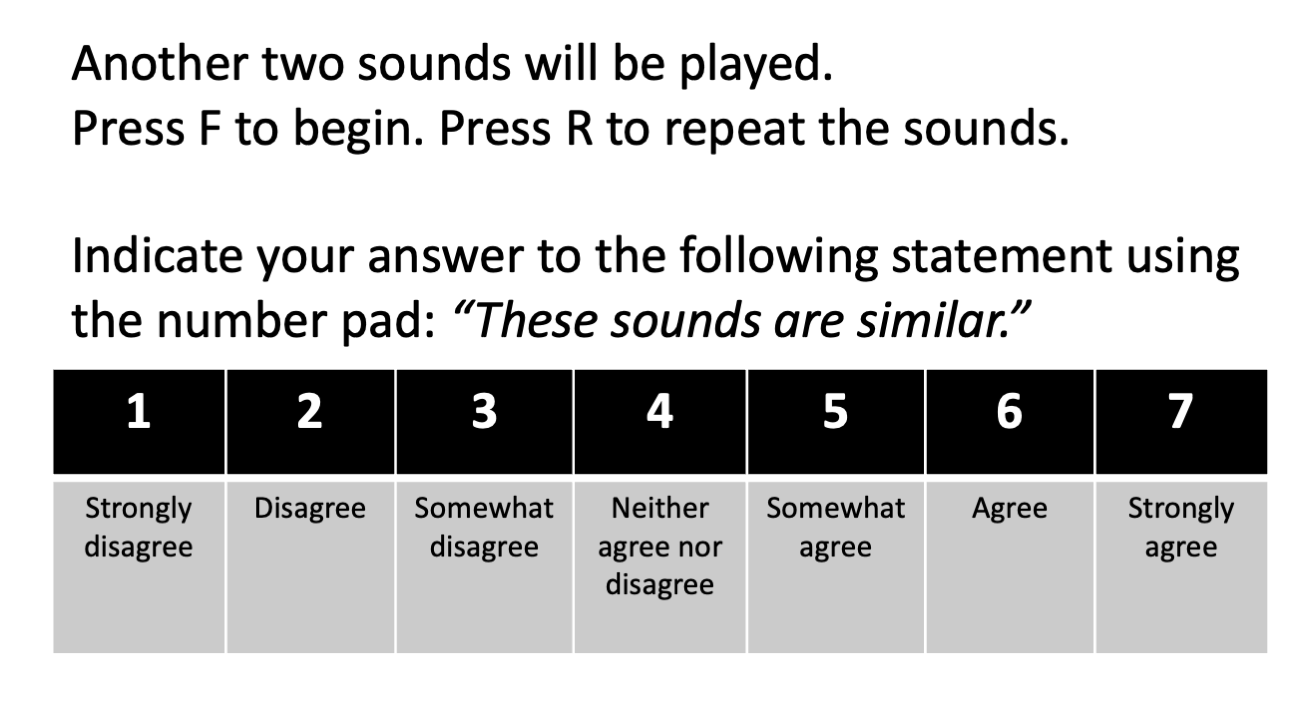 Another two sounds will be played.
Press F to begin. Press R to repeat the sounds.
Indicate your answer to the following statement using
the number pad: “These sounds are similar.”
1 2 3 4 5 6 7
Strongly Disagree Somewhat Neither Somewhat Agree Strongly
disagree disagree agree nor agree agree
disagree